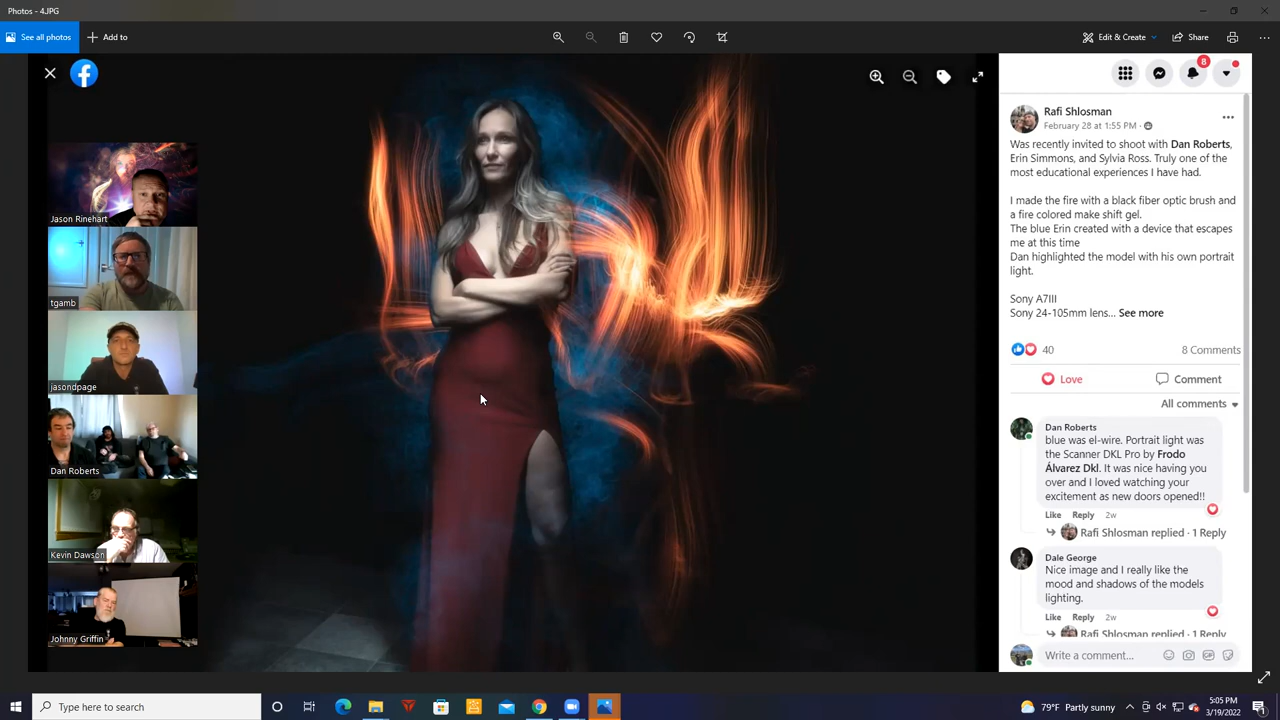 Photos - 4.JPG
See all photos
Add to
Edit & Create
Share
8
Rafi Shlosman
February 28 at 1:55 PM ·
Was recently invited to shoot with Dan Roberts,
Erin Simmons, and Sylvia Ross. Truly one of the
most educational experiences I have had.
I made the fire with a black fiber optic brush and
a fire colored make shift gel.
The blue Erin created with a device that escapes
me at this time
Dan highlighted the model with his own portrait
light.
Sony A7III
Sony 24-105mm lens... See more
40
8 Comments
Love
Comment
All comments
Dan Roberts
blue was el-wire. Portrait light was
the Scanner DKL Pro by Frodo
Álvarez Dkl. It was nice having you
over and I loved watching your
excitement as new doors opened!!
Like Reply 2w
Rafi Shlosman replied · 1 Reply
Dale George
Nice image and I really like the
mood and shadows of the models
lighting.
Like Reply 2w
Rafi Shlosman replied · 1 Reply
Write a comment...
GIF
Jason Rinehart
tgamb
jasondpage
Dan Roberts
Kevin Dawson
Johnny Griffin
Type here to search
79°F Partly sunny
5:05 PM
3/19/2022